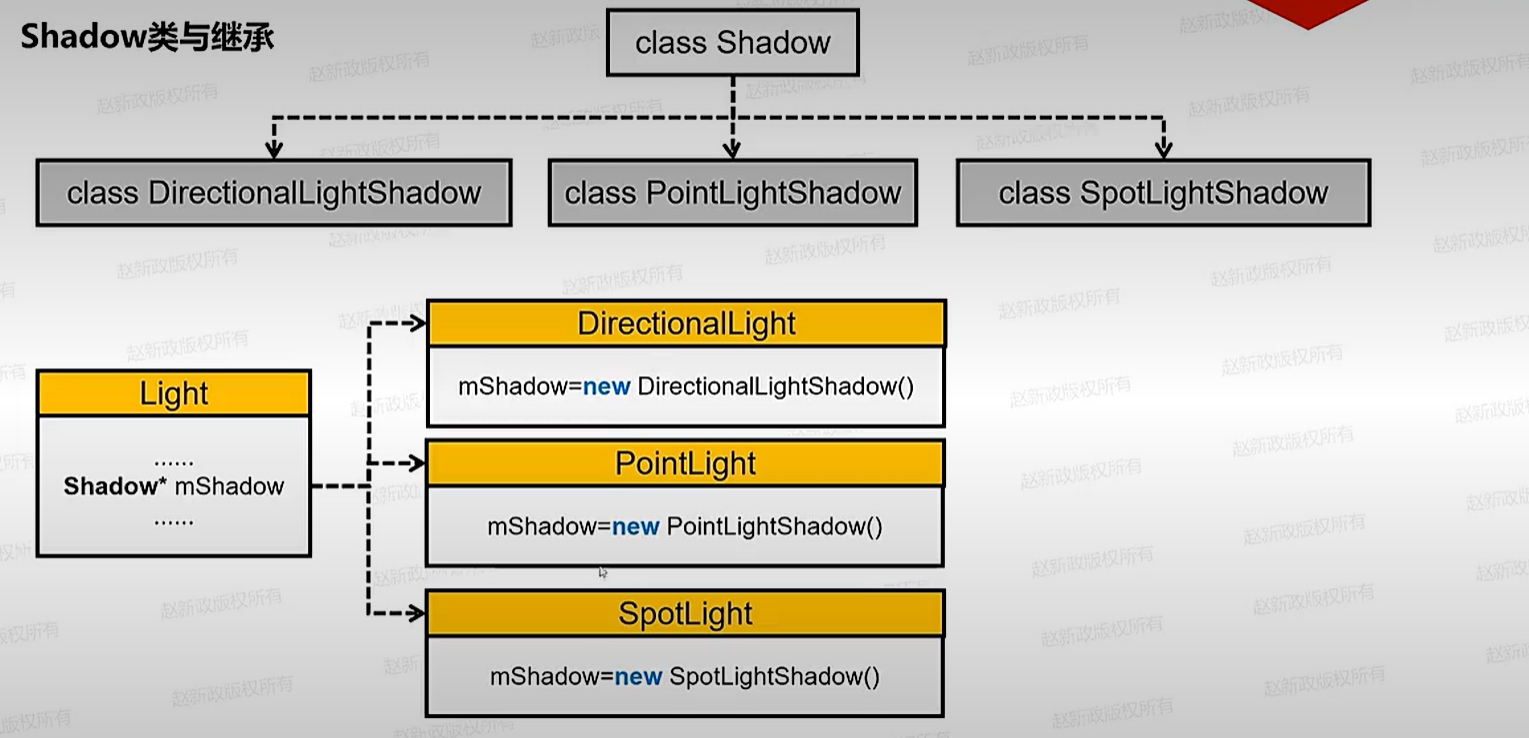 Shadow类与继承
class Shadow
class DirectionalLightShadow
class PointLightShadow
class SpotLightShadow
DirectionalLight
mShadow=new DirectionalLightShadow()
Light
......
Shadow* mShadow
......
PointLight
mShadow=new PointLightShadow()
SpotLight
mShadow=new SpotLightShadow()
赵新政版权所有